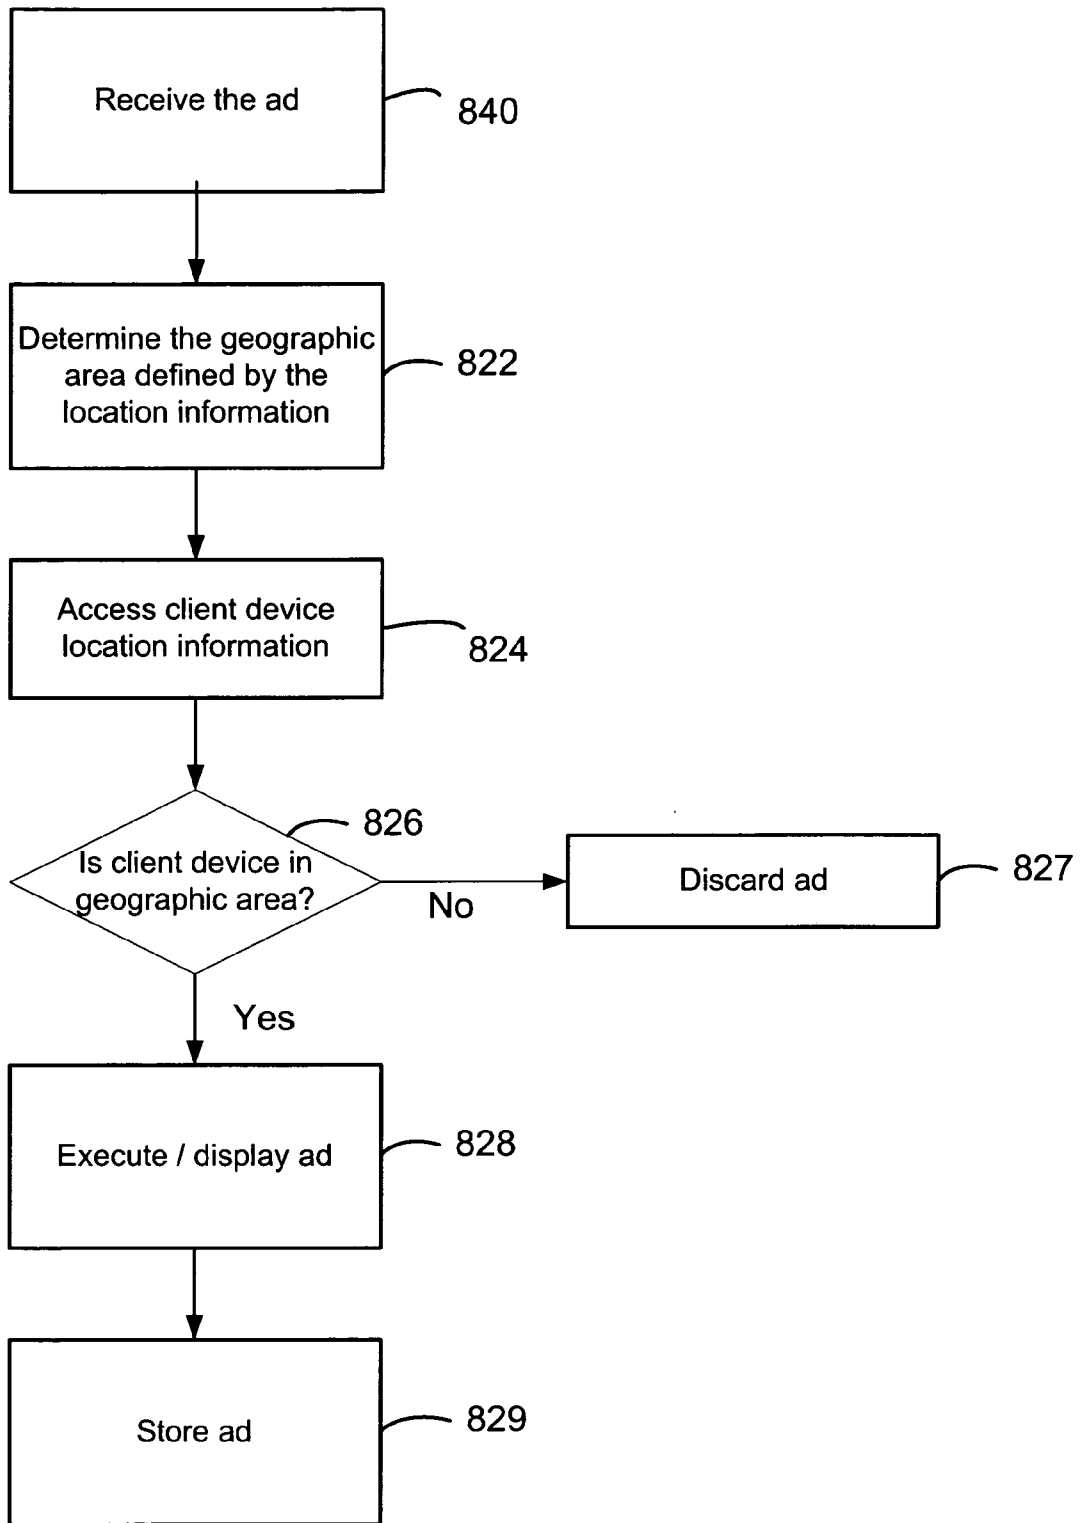 Receive the ad
840
Determine the geographic
area defined by the
location information
822
Access client device
location information
824
826
Is client device in
geographic area?
No
Discard ad
827
Yes
Execute / display ad
828
Store ad
829